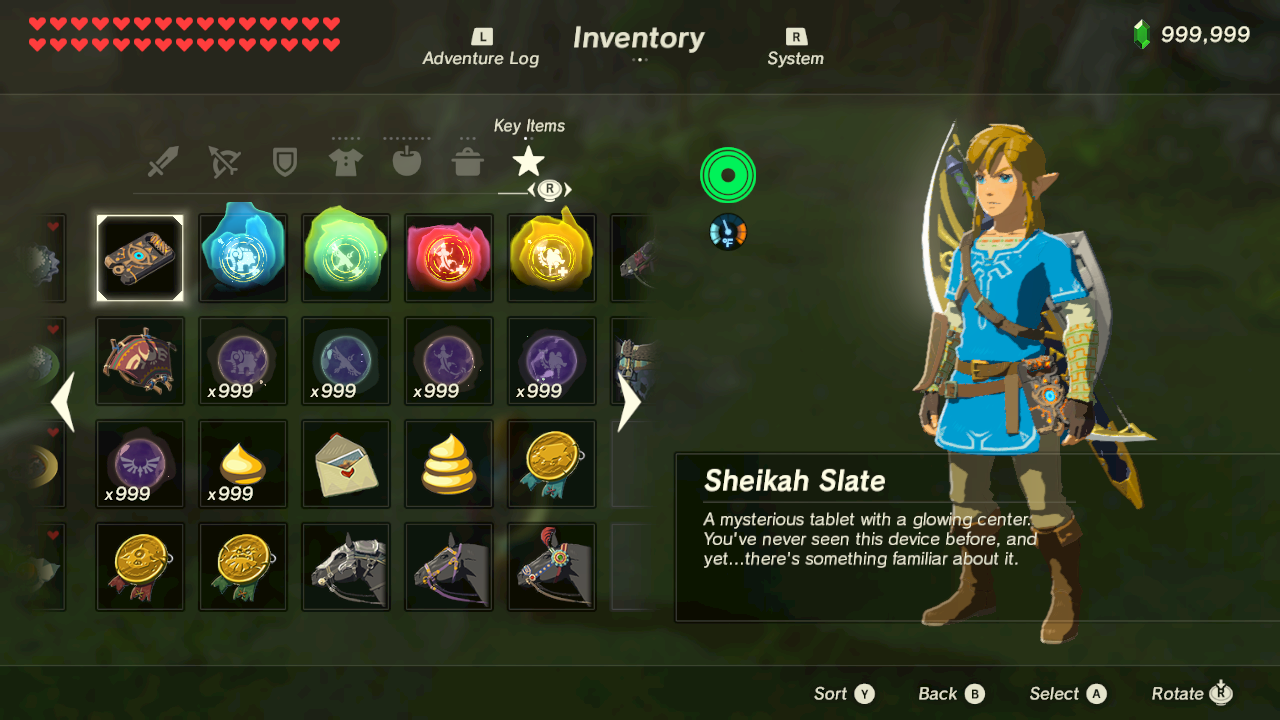 L
Adventure Log
Inventory
R
System
999,999
Key Items
R
°F
x999
x999
x999
x999
x999
x999
Sheikah Slate
A mysterious tablet with a glowing center.
You've never seen this device before, and
yet...there's something familiar about it.
Sort Y
Back B
Select A
Rotate R